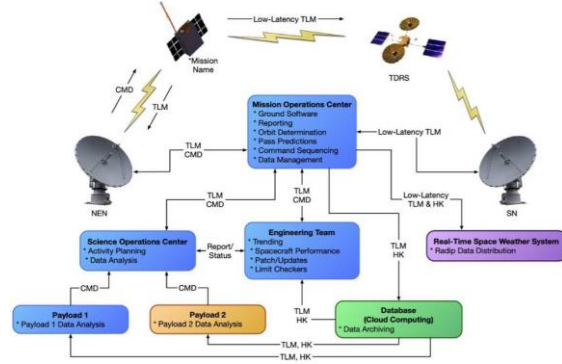 Low-Latency TLM
*Mission
Name
TDRS
CMD
TLM
Mission Operations Center
* Ground Software
* Reporting
* Orbit Determination
* Pass Predictions
* Command Sequencing
* Data Management
TLM
CMD
Low-Latency TLM
NEN
SN
TLM
CMD
TLM
CMD
Low-Latency
TLM & HK
Science Operations Center
* Activity Planning
* Data Analysis
Report/
Status
Engineering Team
* Trending
* Spacecraft Performance
* Patch/Updates
* Limit Checkers
TLM
HK
Real-Time Space Weather System
* Radip Data Distribution
CMD
CMD
Payload 1
* Payload 1 Data Analysis
Payload 2
* Payload 2 Data Analysis
TLM
HK
Database
(Cloud Computing)
* Data Archiving
TLM, HK
TLM, HK